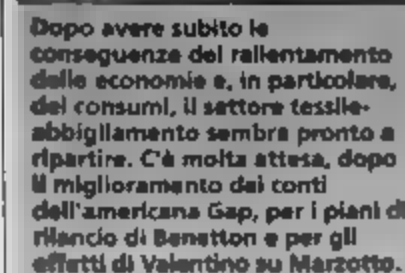 Dopo avere subito le
conseguenze del rallentamento
delle economie e, in particolare,
dei consumi, il settore tessile-
abbigliamento sembra pronto a
ripartire. C'è molta attesa, dopo
il miglioramento dei conti
dell'americana Gap, per i piani di
rilancio di Benetton e per gli
effetti di Valentino su Marzotto.